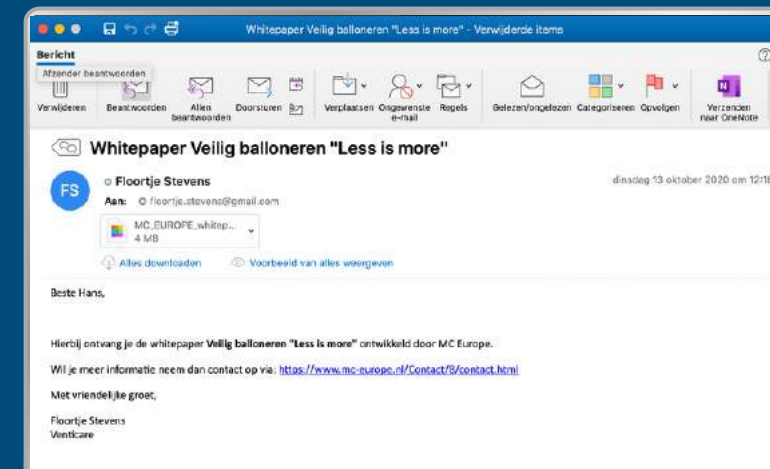 Whitepaper Veilig balloneren "Less is more" - Verwijderde items
Bericht
Afzender beantwoorden
Verwijderen Beantwoorden Allen beantwoorden Doorsturen Verplaatsen Ongewenste e-mail Regels Gelezen/ongelezen Categoriseren Opvolgen Verzenden naar OneNote
Whitepaper Veilig balloneren "Less is more"
FS
Floortje Stevens
dinsdag 13 oktober 2020 om 12:18
Aan: floortje.stevens@gmail.com
MC_EUROPE_whitep...
4 MB
Alles downloaden Voorbeeld van alles weergeven
Beste Hans,
Hierbij ontvang je de whitepaper Veilig balloneren "Less is more" ontwikkeld door MC Europe.
Wil je meer informatie neem dan contact op via: https://www.mc-europe.nl/Contact/8/contact.html
Met vriendelijke groet,
Floortje Stevens
Venticare